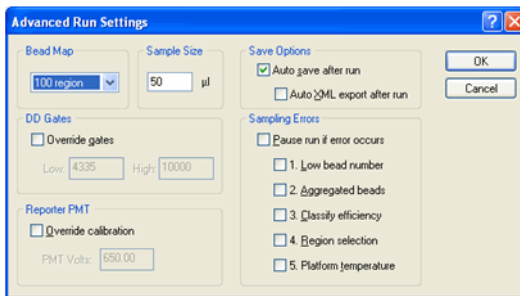 Advanced Run Settings
Bead Map
100 region
Sample Size
50 µl
DD Gates
Override gates
Low: 4335 High: 10000
Reporter PMT
Override calibration
PMT Volts: 650.00
Save Options
Auto save after run
Auto XML export after run
Sampling Errors
Pause run if error occurs
1. Low bead number
2. Aggregated beads
3. Classify efficiency
4. Region selection
5. Platform temperature
OK
Cancel